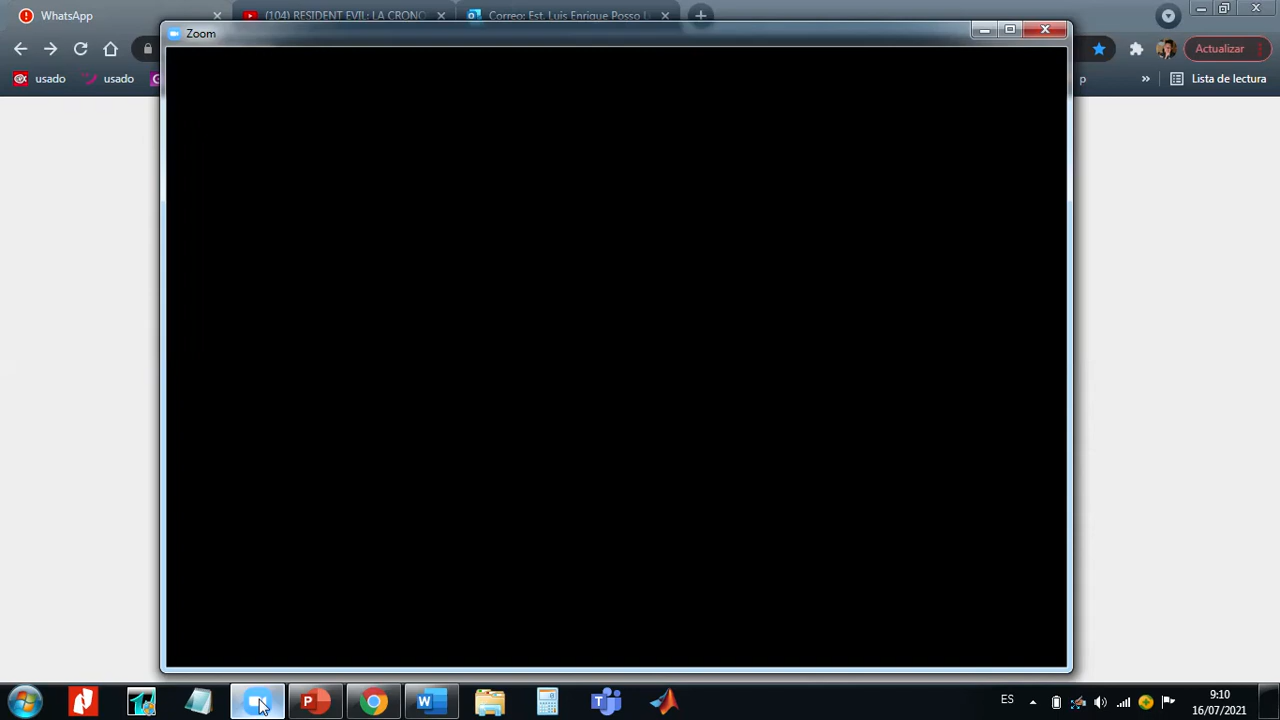 WhatsApp
(104) RESIDENT EVIL: LA CRONO
Correo: Est. Luis Enrique Posso L
Zoom
Actualizar
usado
usado
p
»
Lista de lectura
ES
9:10
16/07/2021